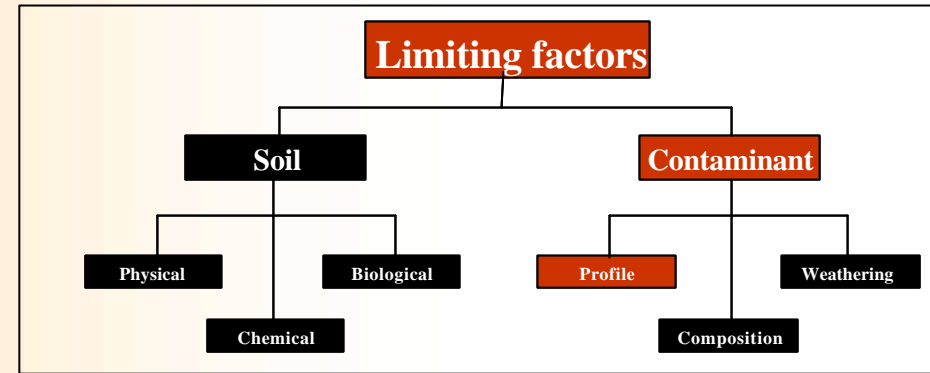 Limiting factors
Soil
Contaminant
Physical
Biological
Profile
Weathering
Chemical
Composition